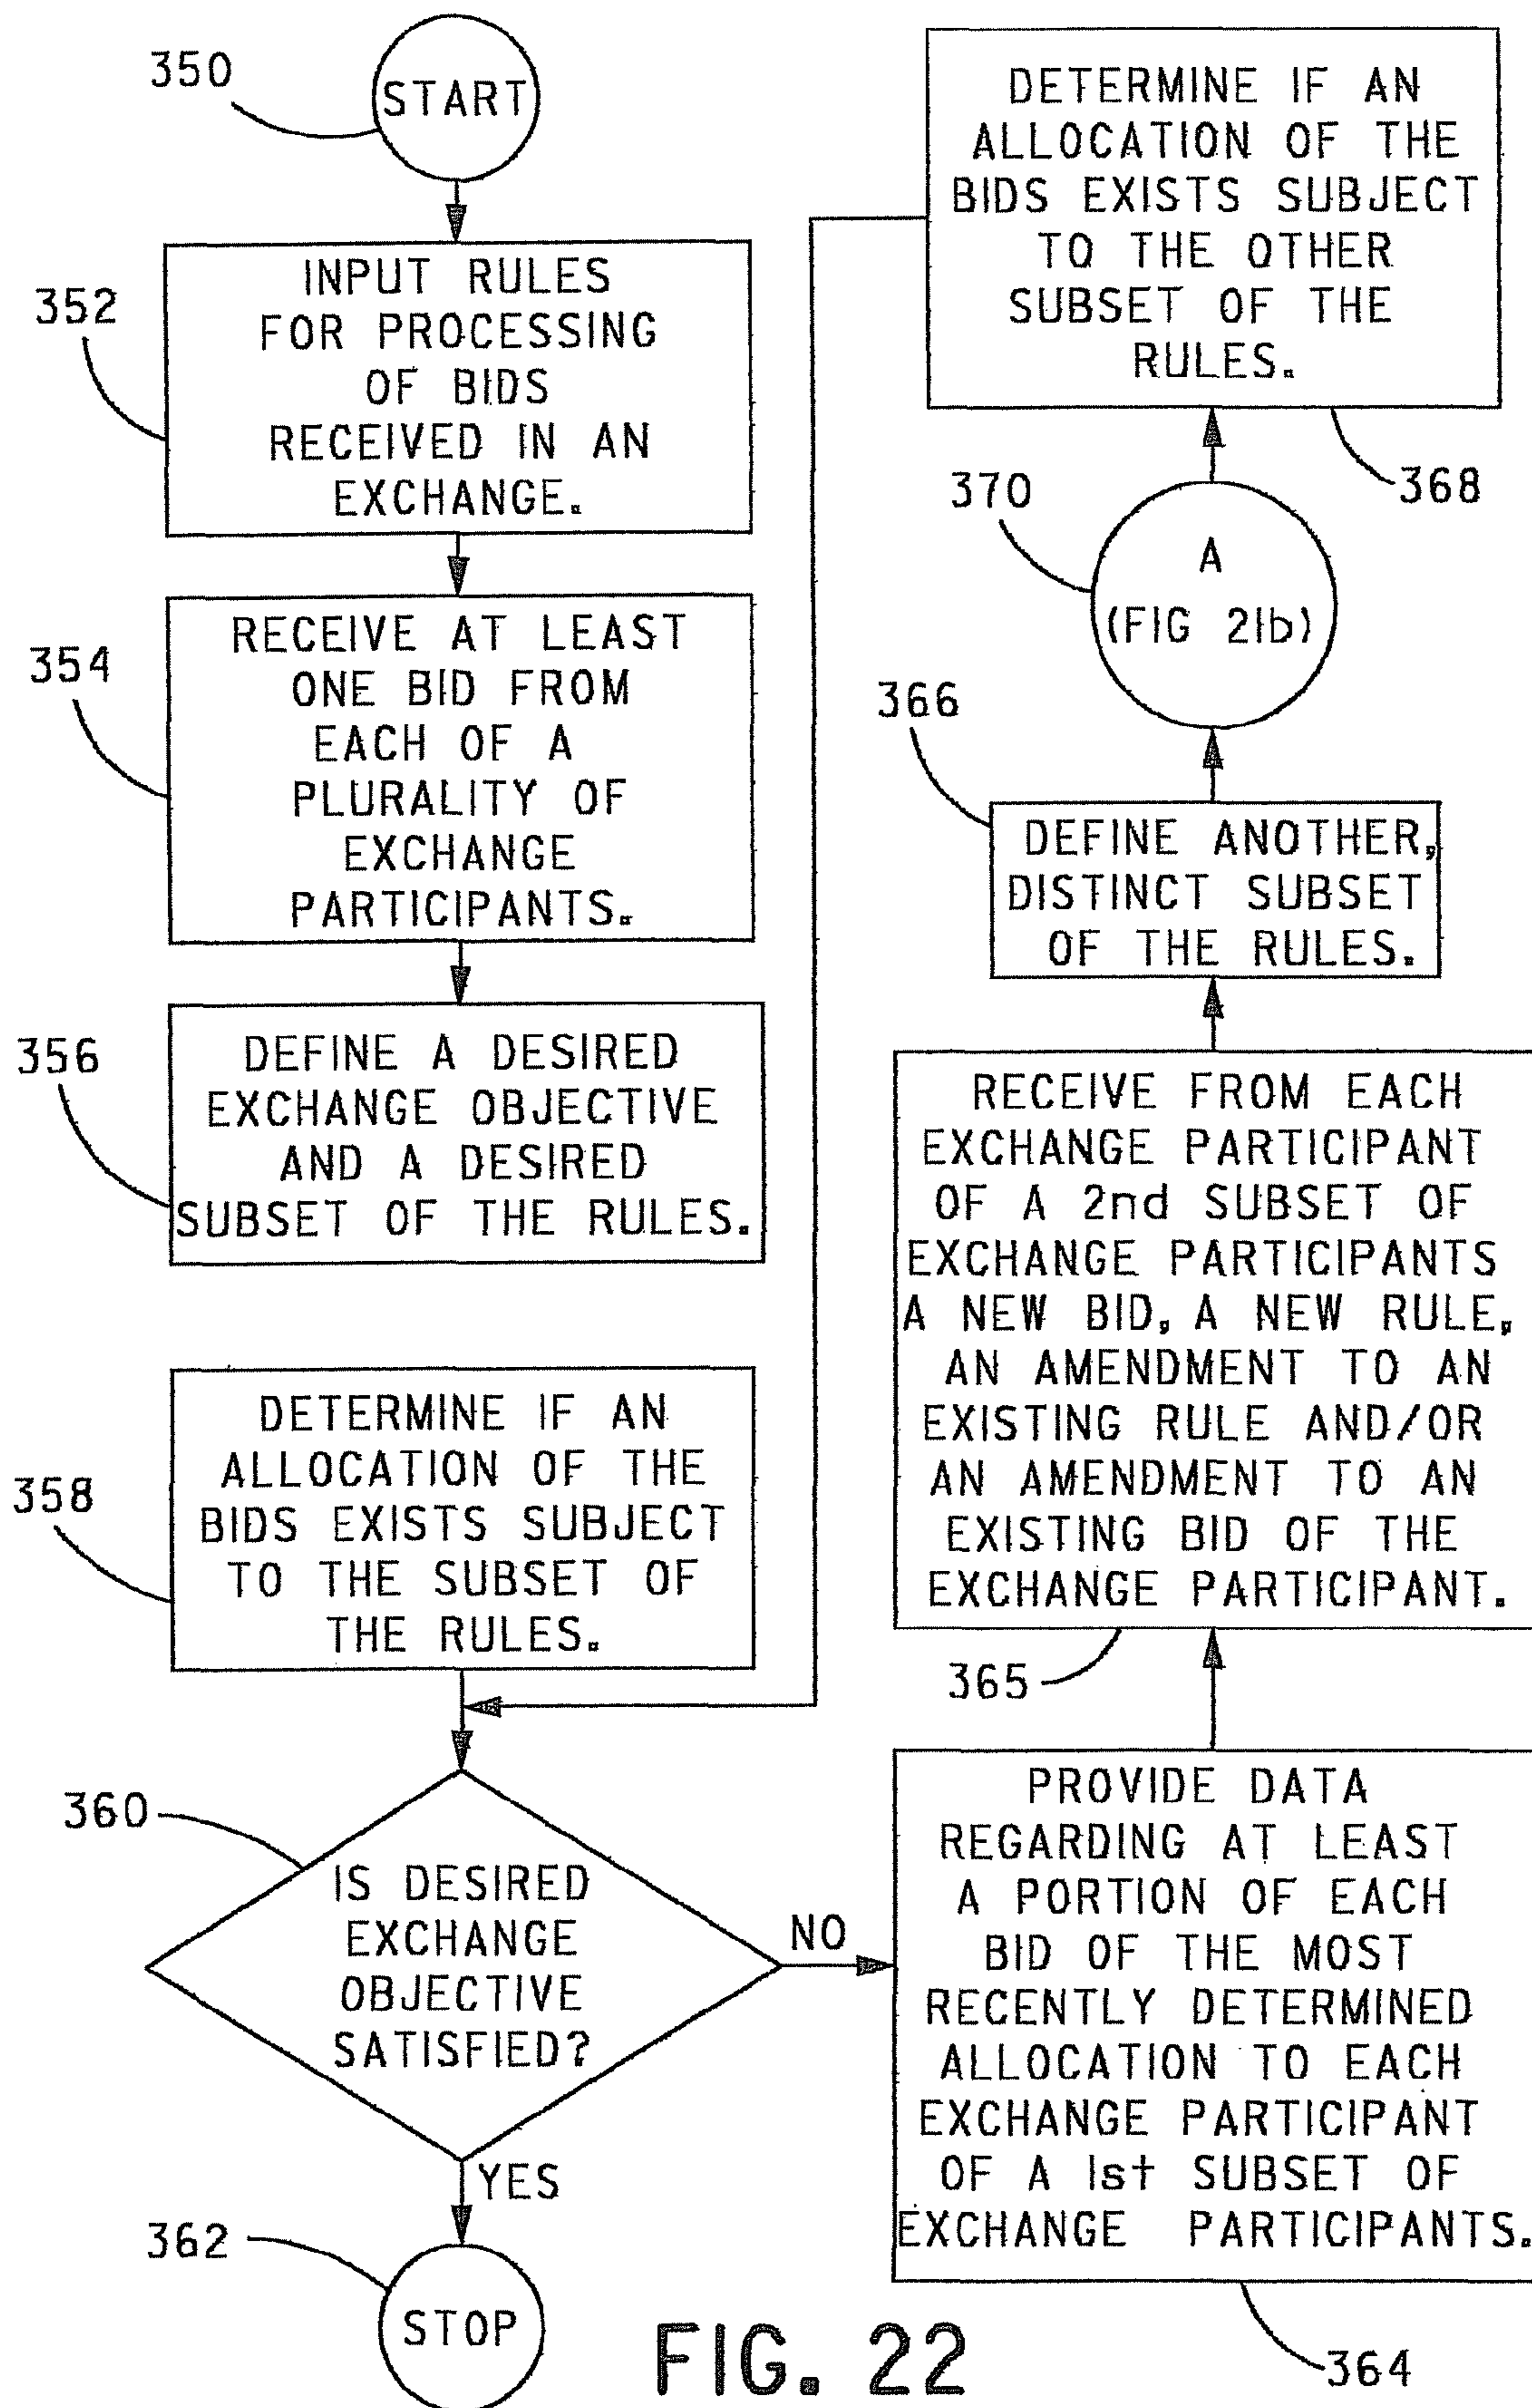 350
START
352
INPUT RULES
FOR PROCESSING
OF BIDS
RECEIVED IN AN
EXCHANGE.
354
RECEIVE AT LEAST
ONE BID FROM
EACH OF A
PLURALITY OF
EXCHANGE
PARTICIPANTS.
356
DEFINE A DESIRED
EXCHANGE OBJECTIVE
AND A DESIRED
SUBSET OF THE RULES.
358
DETERMINE IF AN
ALLOCATION OF THE
BIDS EXISTS SUBJECT
TO THE SUBSET OF
THE RULES.
360
IS DESIRED
EXCHANGE
OBJECTIVE
SATISFIED?
NO
YES
362
STOP
PROVIDE DATA
REGARDING AT LEAST
A PORTION OF EACH
BID OF THE MOST
RECENTLY DETERMINED
ALLOCATION TO EACH
EXCHANGE PARTICIPANT
OF A 1st SUBSET OF
EXCHANGE PARTICIPANTS.
364
RECEIVE FROM EACH
EXCHANGE PARTICIPANT
OF A 2nd SUBSET OF
EXCHANGE PARTICIPANTS
A NEW BID, A NEW RULE,
AN AMENDMENT TO AN
EXISTING RULE AND/OR
AN AMENDMENT TO AN
EXISTING BID OF THE
EXCHANGE PARTICIPANT.
365
366
DEFINE ANOTHER,
DISTINCT SUBSET
OF THE RULES.
370
A
(FIG 21b)
DETERMINE IF AN
ALLOCATION OF THE
BIDS EXISTS SUBJECT
TO THE OTHER
SUBSET OF THE
RULES.
368
FIG. 22